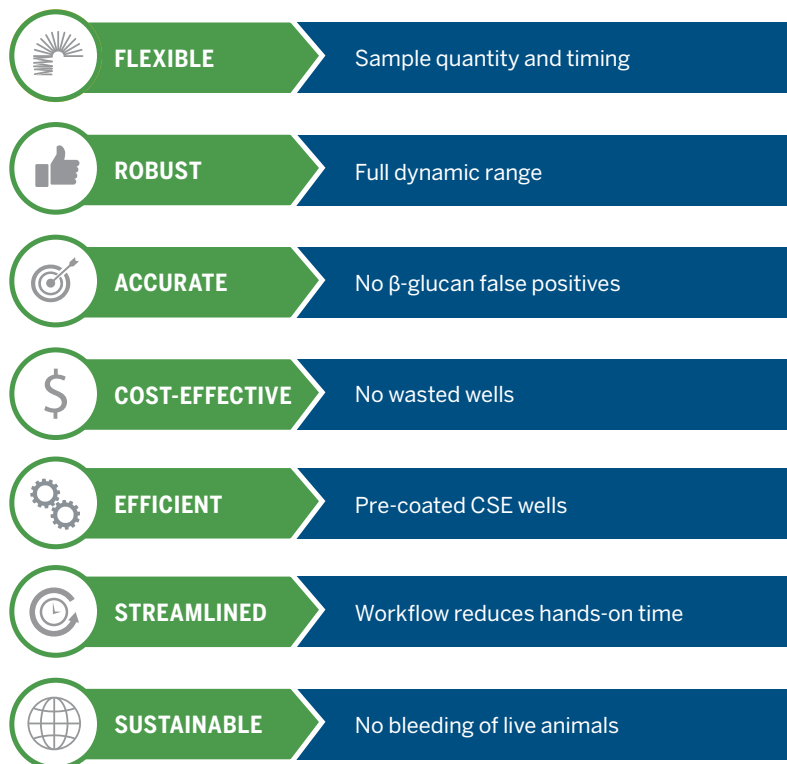 FLEXIBLE Sample quantity and timing
ROBUST Full dynamic range
ACCURATE No β-glucan false positives
$ COST-EFFECTIVE No wasted wells
EFFICIENT Pre-coated CSE wells
STREAMLINED Workflow reduces hands-on time
SUSTAINABLE No bleeding of live animals